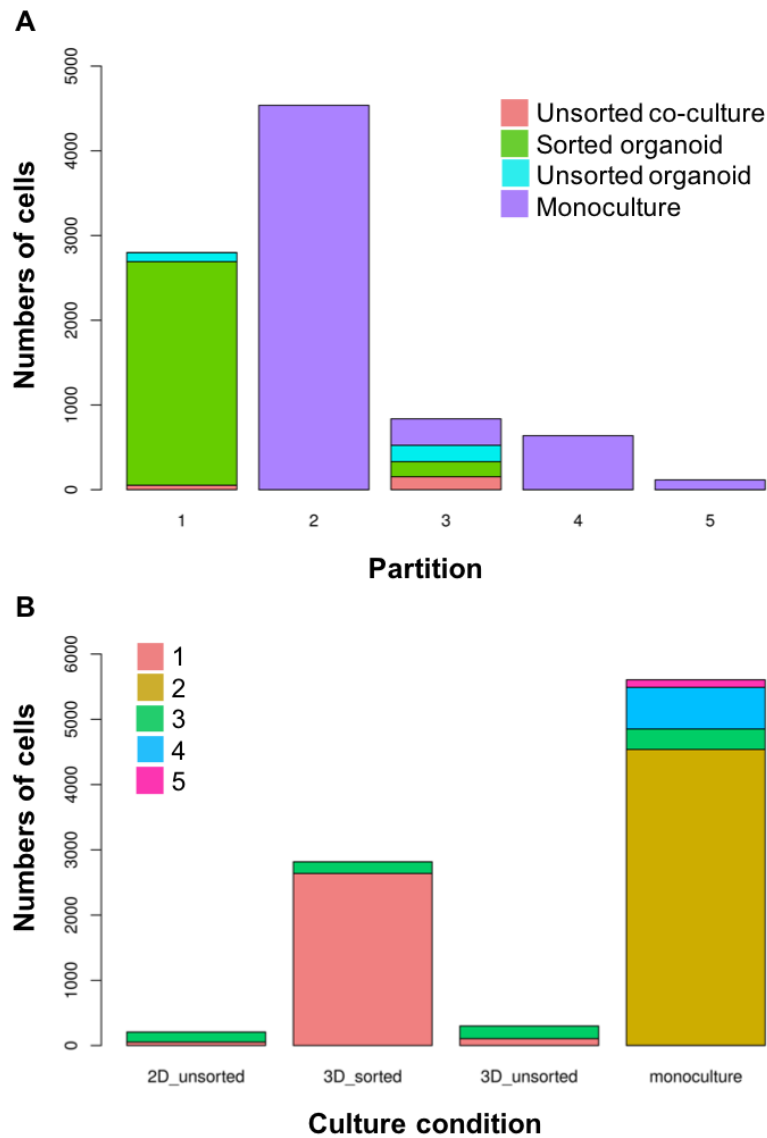 A
5000
4000
3000
2000
1000
0
Numbers of cells
Unsorted co-culture
Sorted organoid
Unsorted organoid
Monoculture
1 2 3 4 5
Partition
B
6000
5000
4000
3000
2000
1000
0
Numbers of cells
1
2
3
4
5
2D_unsorted 3D_sorted 3D_unsorted monoculture
Culture condition